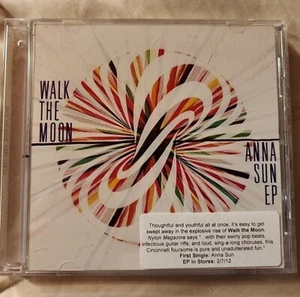 WALK
THE
MOON
ANNA
SUN
EP
Thoughtful and youthful all at once, it's easy to get
swept away in the explosive rise of Walk the Moon.
Nylon Magazine says "...with their swirly pop beats,
infectious guitar riffs, and loud, sing-a-long choruses, this
Cincinnati foursome is pure and unadulterated fun."
First Single: Anna Sun
EP In Stores: 2/7/12